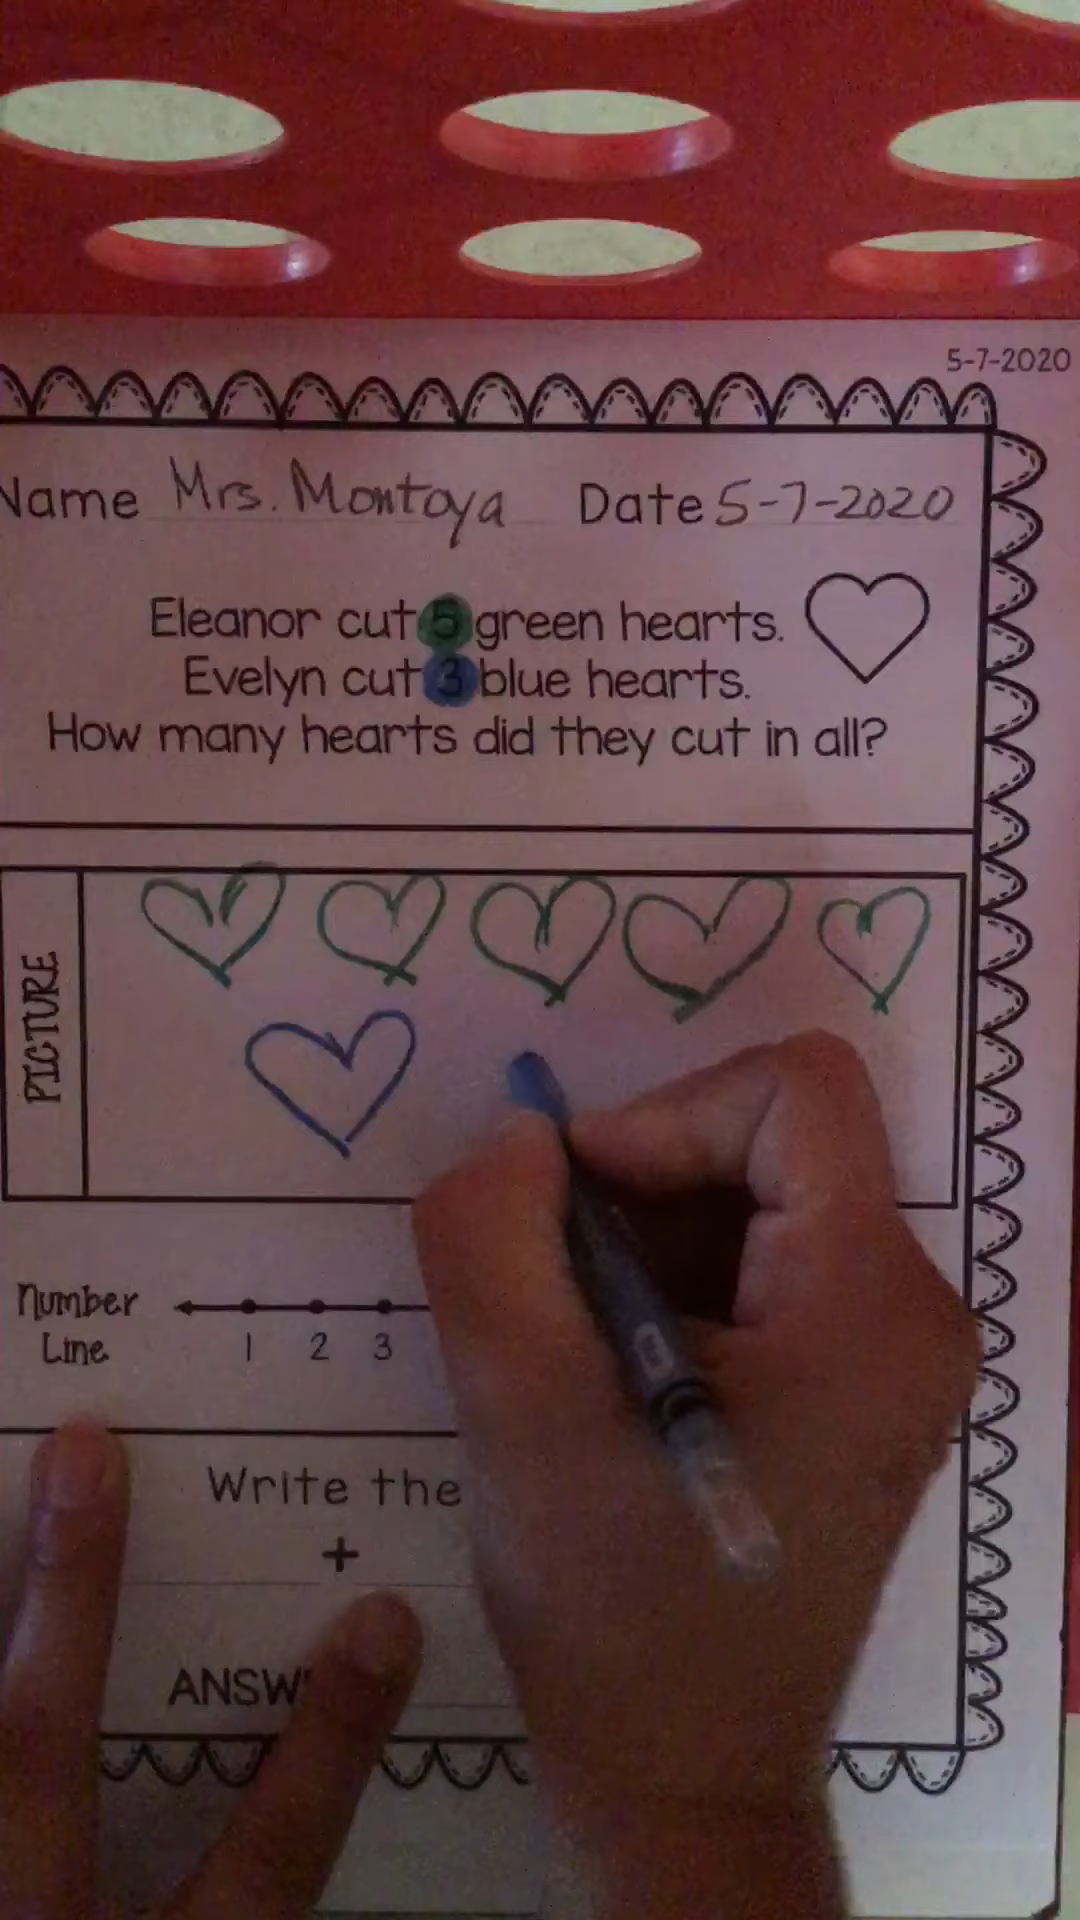 5-7-2020
Name Mrs. Montoya Date 5-7-2020
Eleanor cut 5 green hearts.
Evelyn cut 3 blue hearts.
How many hearts did they cut in all?
PICTURE
Number
Line
1 2 3
Write the
+